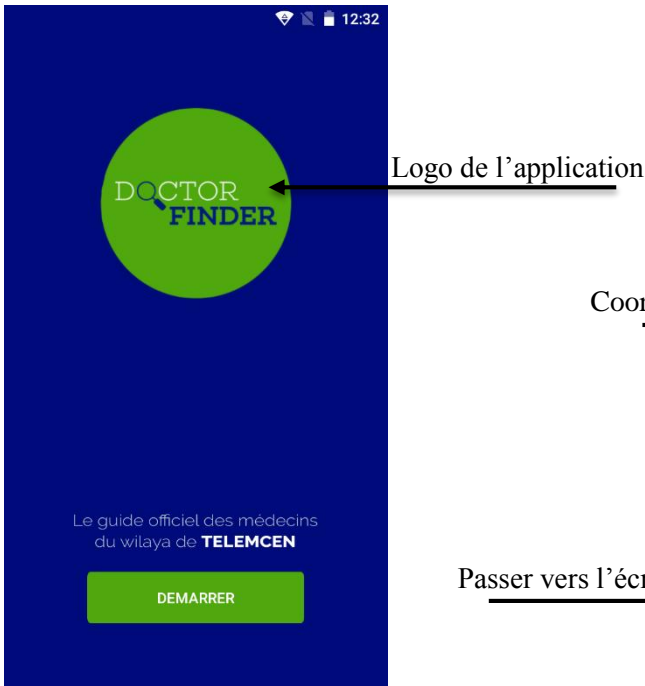 12:32
DOCTOR
FINDER
Logo de l’application
Le guide officiel des médecins
du wilaya de TELEMCEN
Passer vers
DEMARRER